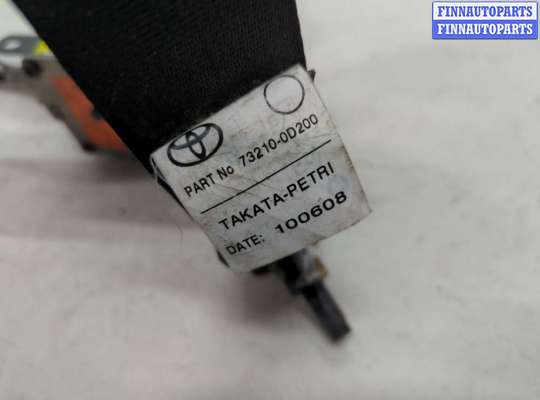 FINNAUTOPARTS
FINNAUTOPARTS
PART No 73210-0D200
TAKATA-PETRI
DATE: 100608